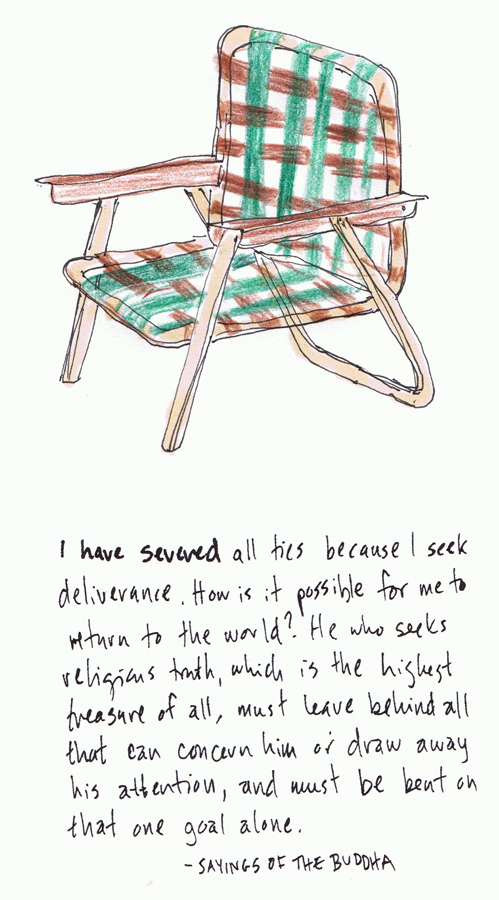 I have severed all ties because I seek
deliverance. How is it possible for me to
return to the world? He who seeks
religious truth, which is the highest
treasure of all, must leave behind all
that can concern him or draw away
his attention, and must be bent on
that one goal alone.
- SAYINGS OF THE BUDDHA